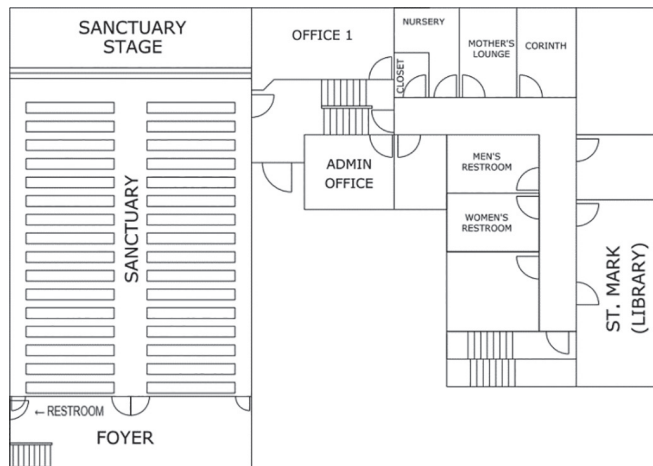 SANCTUARY
STAGE
OFFICE 1
NURSERY
MOTHER'S
LOUNGE
CORINTH
CLOSET
ADMIN
OFFICE
MEN'S
RESTROOM
WOMEN'S
RESTROOM
SANCTUARY
ST. MARK
(LIBRARY)
← RESTROOM
FOYER